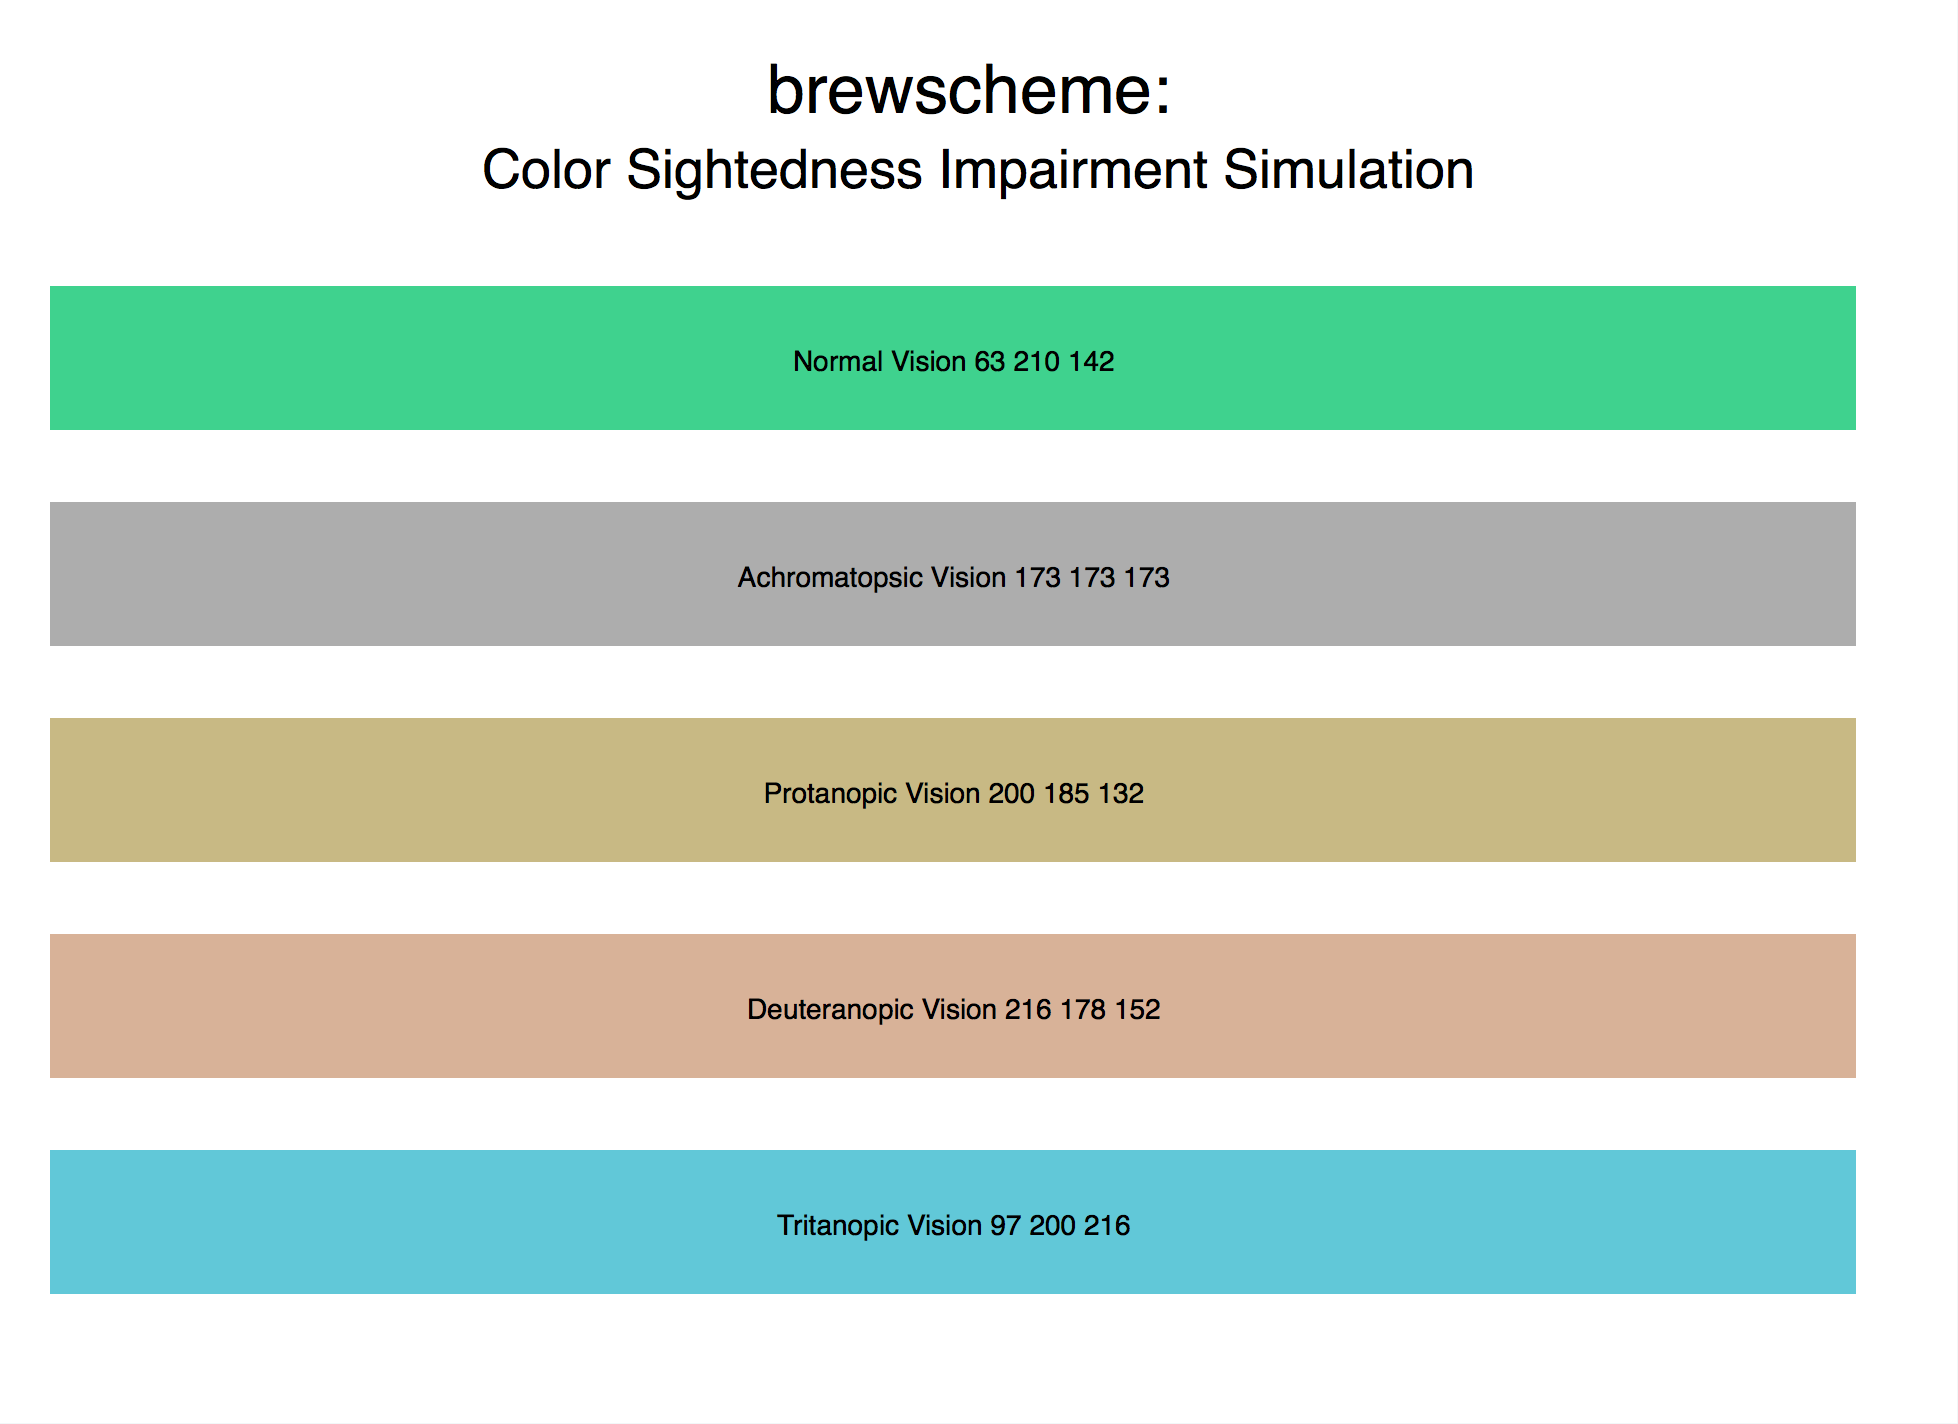 brewscheme:
Color Sightedness Impairment Simulation
Normal Vision 63 210 142
Achromatopsic Vision 173 173 173
Protanopic Vision 200 185 132
Deuteranopic Vision 216 178 152
Tritanopic Vision 97 200 216